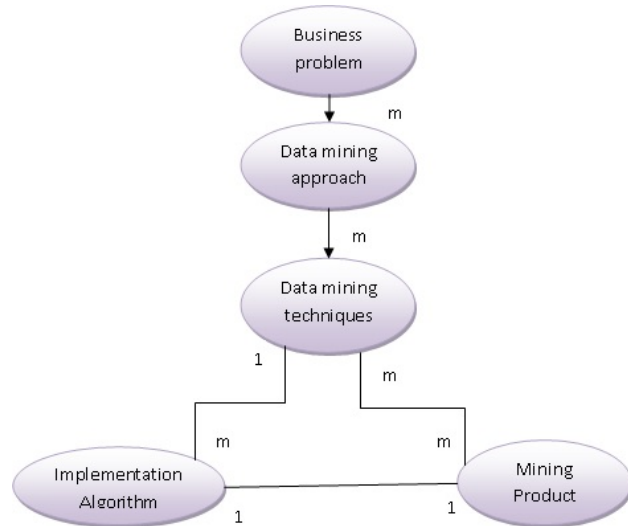 Business
problem
m
Data mining
approach
m
Data mining
techniques
1
m
m
m
Implementation
Algorithm
Mining
Product
1
1